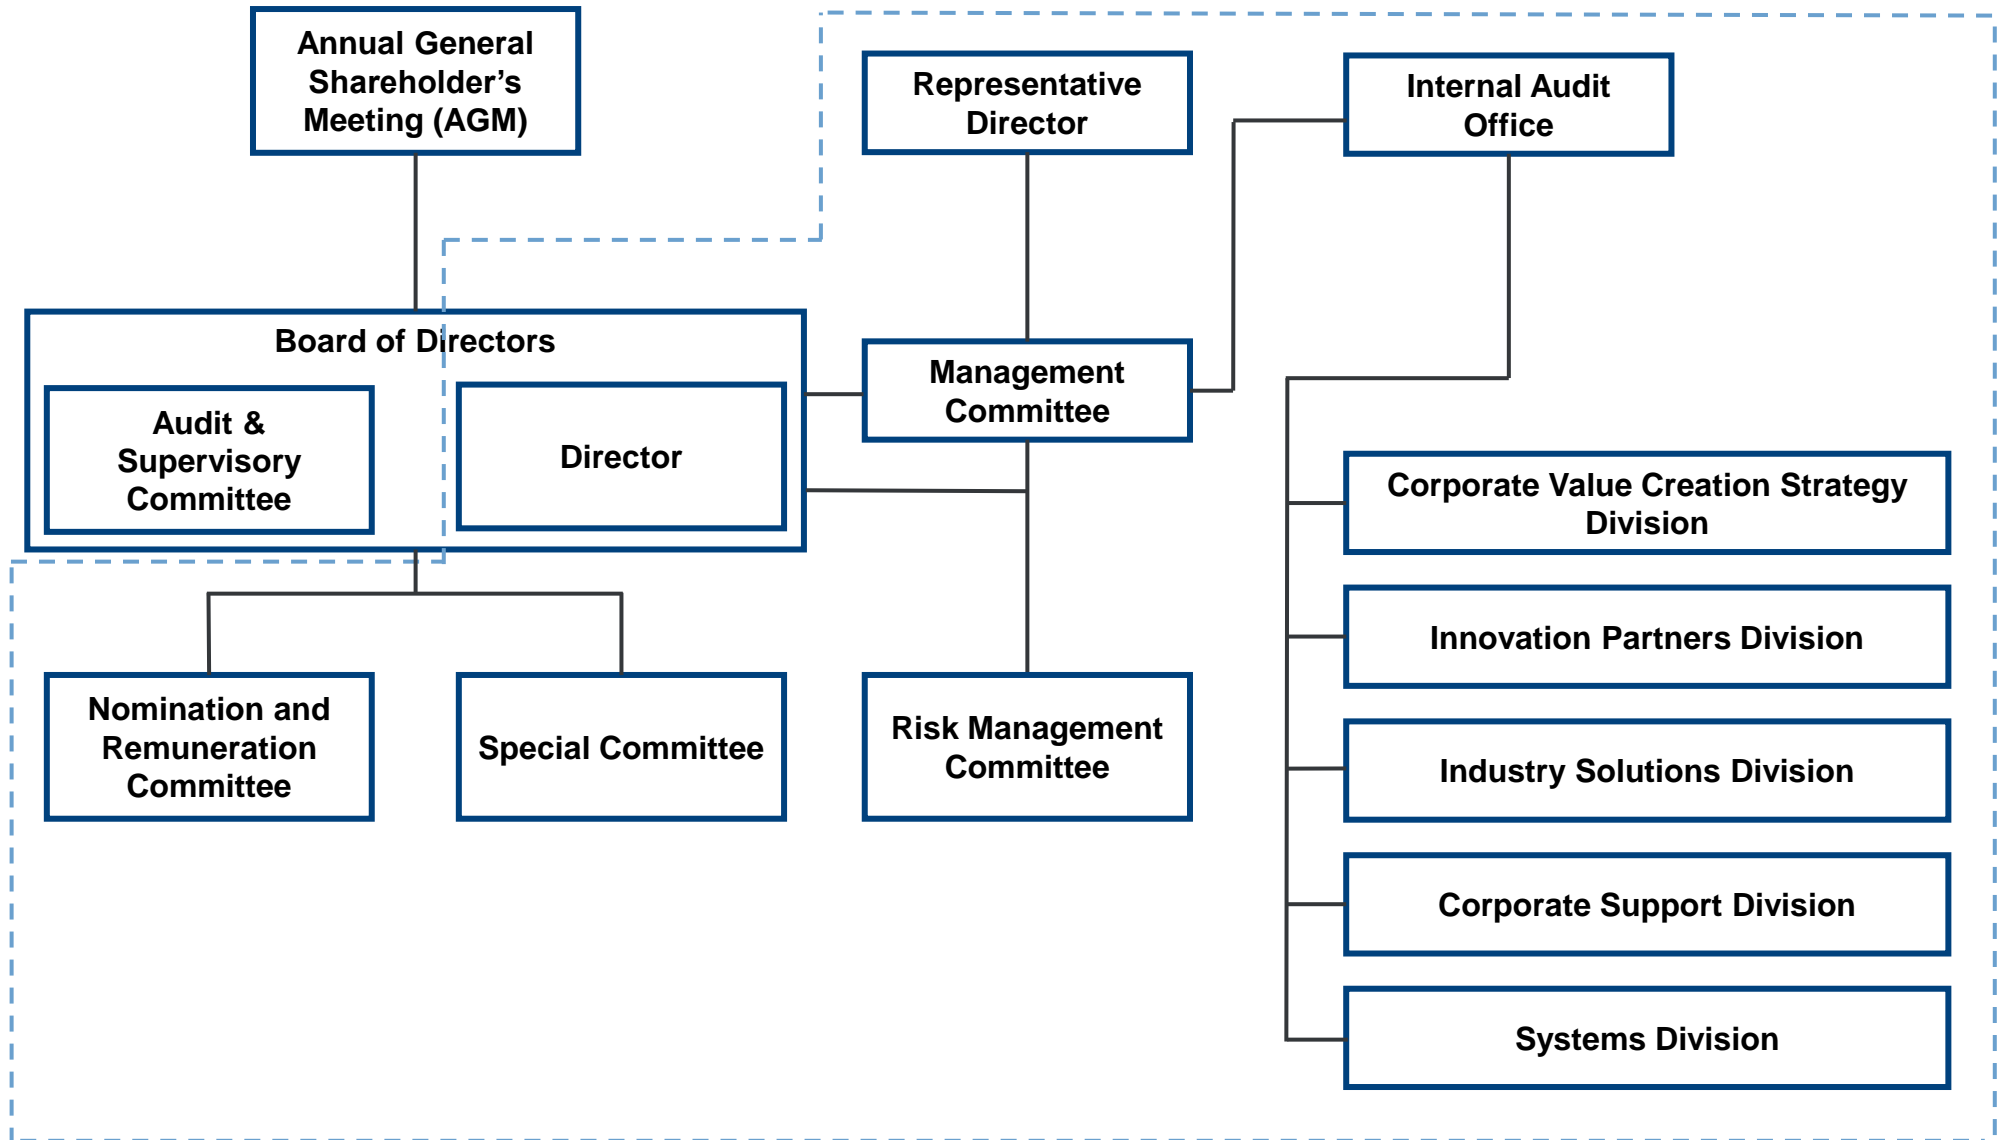 Annual General
Shareholder’s
Meeting (AGM)
Representative
Director
Internal Audit
Office
Board of Directors
Audit &
Supervisory
Committee
Director
Management
Committee
Corporate Value Creation Strategy
Division
Innovation Partners Division
Nomination and
Remuneration
Committee
Special Committee
Risk Management
Committee
Industry Solutions Division
Corporate Support Division
Systems Division